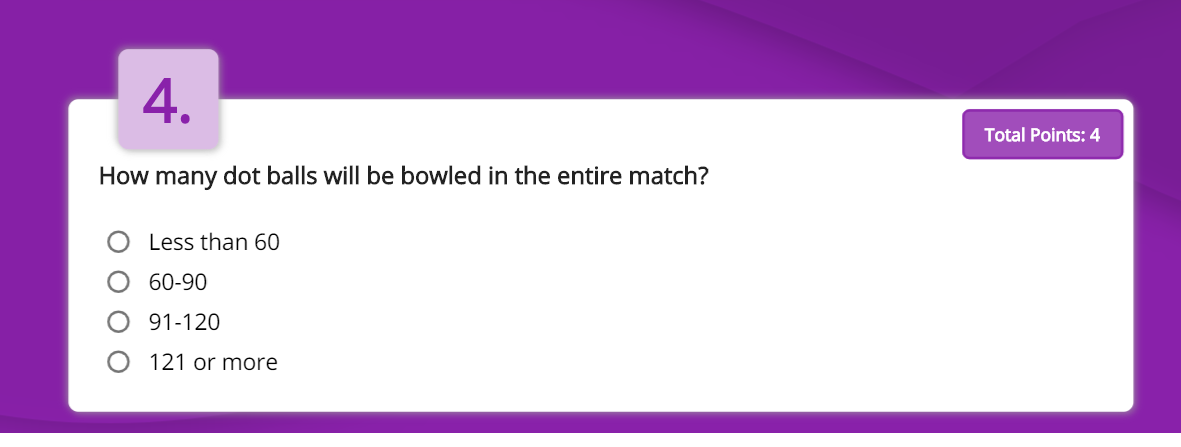 4.
Total Points: 4
How many dot balls will be bowled in the entire match?
Less than 60
60-90
91-120
121 or more